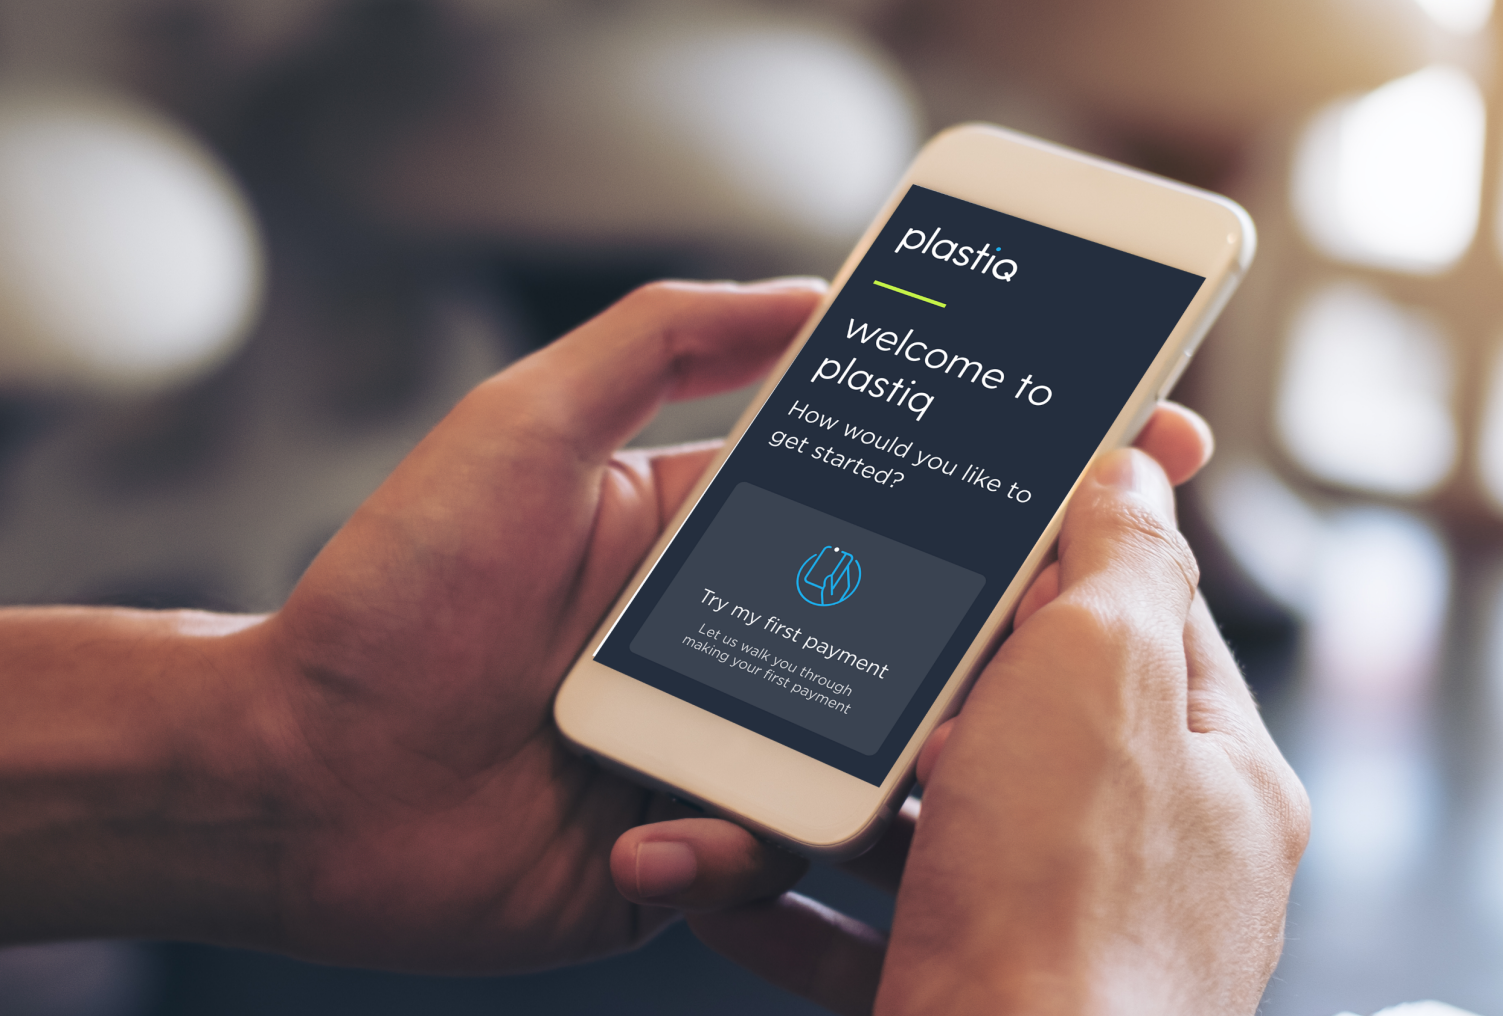 plastiq
welcome to
plastiq
How would you like to
get started?
Try my first payment
Let us walk you through
making your first payment